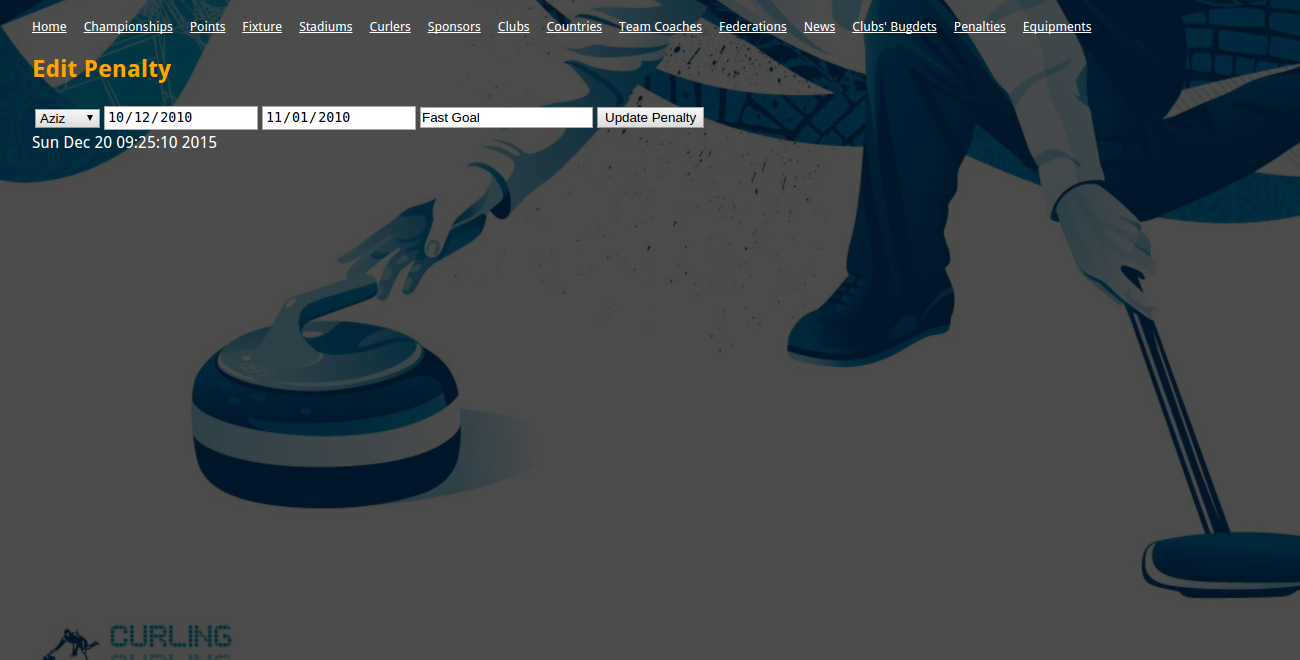 Home Championships Points Fixture Stadiums Curlers Sponsors Clubs Countries Team Coaches Federations News Clubs' Bugdets Penalties Equipments
Edit Penalty
Aziz 10/12/2010 11/01/2010 Fast Goal Update Penalty
Sun Dec 20 09:25:10 2015
CURLING
CURLING